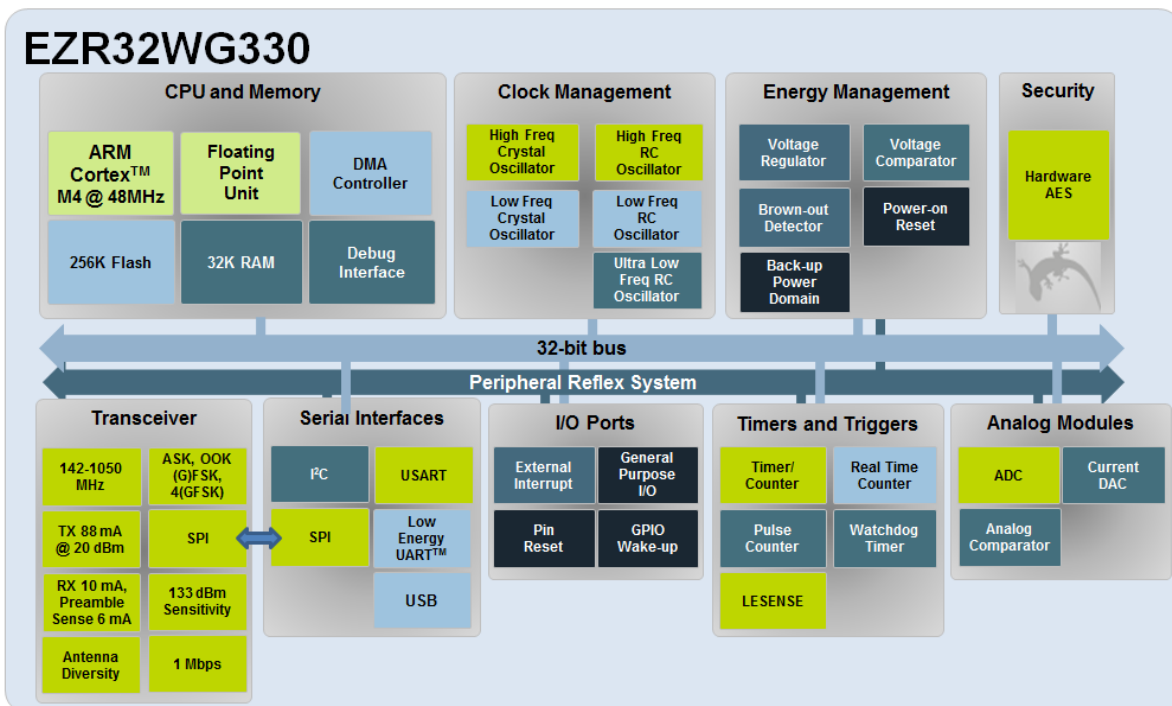 EZR32WG330
CPU and Memory
ARM
Cortex™
M4 @ 48MHz
Floating
Point
Unit
DMA
Controller
256K Flash
32K RAM
Debug
Interface
Clock Management
High Freq
Crystal
Oscillator
High Freq
RC
Oscillator
Low Freq
Crystal
Oscillator
Low Freq
RC
Oscillator
Ultra Low
Freq RC
Oscillator
Energy Management
Voltage
Regulator
Voltage
Comparator
Brown-out
Detector
Power-on
Reset
Back-up
Power
Domain
Security
Hardware
AES
32-bit bus
Peripheral Reflex System
Transceiver
142-1050
MHz
ASK, OOK
(G)FSK,
4(GFSK)
TX 88 mA
@ 20 dBm
SPI
RX 10 mA,
Preamble
Sense 6 mA
133 dBm
Sensitivity
Antenna
Diversity
1 Mbps
Serial Interfaces
I²C
USART
SPI
Low
Energy
UART™
USB
I/O Ports
External
Interrupt
General
Purpose
I/O
Pin
Reset
GPIO
Wake-up
Timers and Triggers
Timer/
Counter
Real Time
Counter
Pulse
Counter
Watchdog
Timer
LESENSE
Analog Modules
ADC
Current
DAC
Analog
Comparator